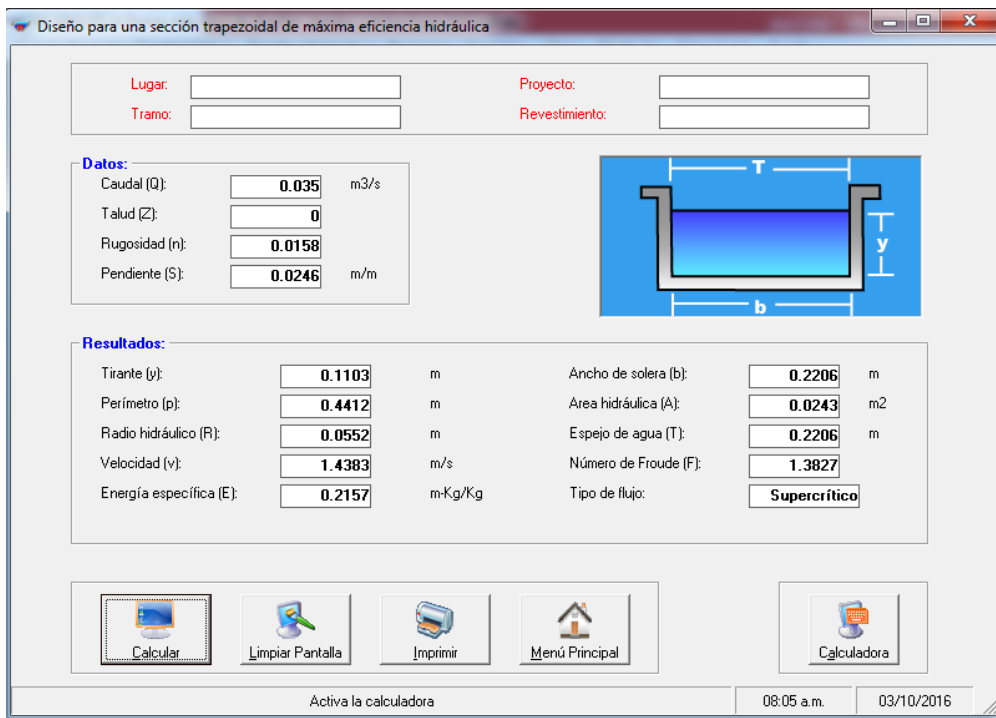 Diseño para una sección trapezoidal de máxima eficiencia hidráulica
Lugar: Proyecto:
Tramo: Revestimiento:
Datos:
Caudal (Q): 0.035 m3/s
Talud (Z): 0
Rugosidad (n): 0.0158
Pendiente (S): 0.0246 m/m
T
y
b
Resultados:
Tirante (y): 0.1103 m Ancho de solera (b): 0.2206 m
Perímetro (p): 0.4412 m Area hidráulica (A): 0.0243 m2
Radio hidráulico (R): 0.0552 m Espejo de agua (T): 0.2206 m
Velocidad (v): 1.4383 m/s Número de Froude (F): 1.3827
Energía específica (E): 0.2157 m-Kg/Kg Tipo de flujo: Supercrítico
Calcular Limpiar Pantalla Imprimir Menú Principal Calculadora
Activa la calculadora 08:05 a.m. 03/10/2016